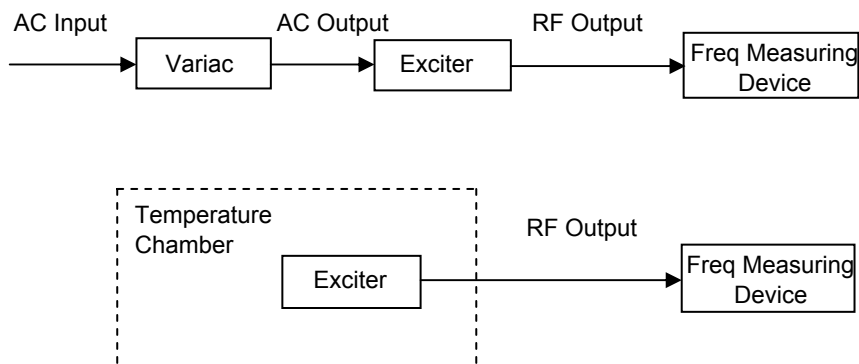 AC Input
AC Output
RF Output
Variac
Exciter
Freq Measuring
Device
Temperature
Chamber
RF Output
Exciter
Freq Measuring
Device